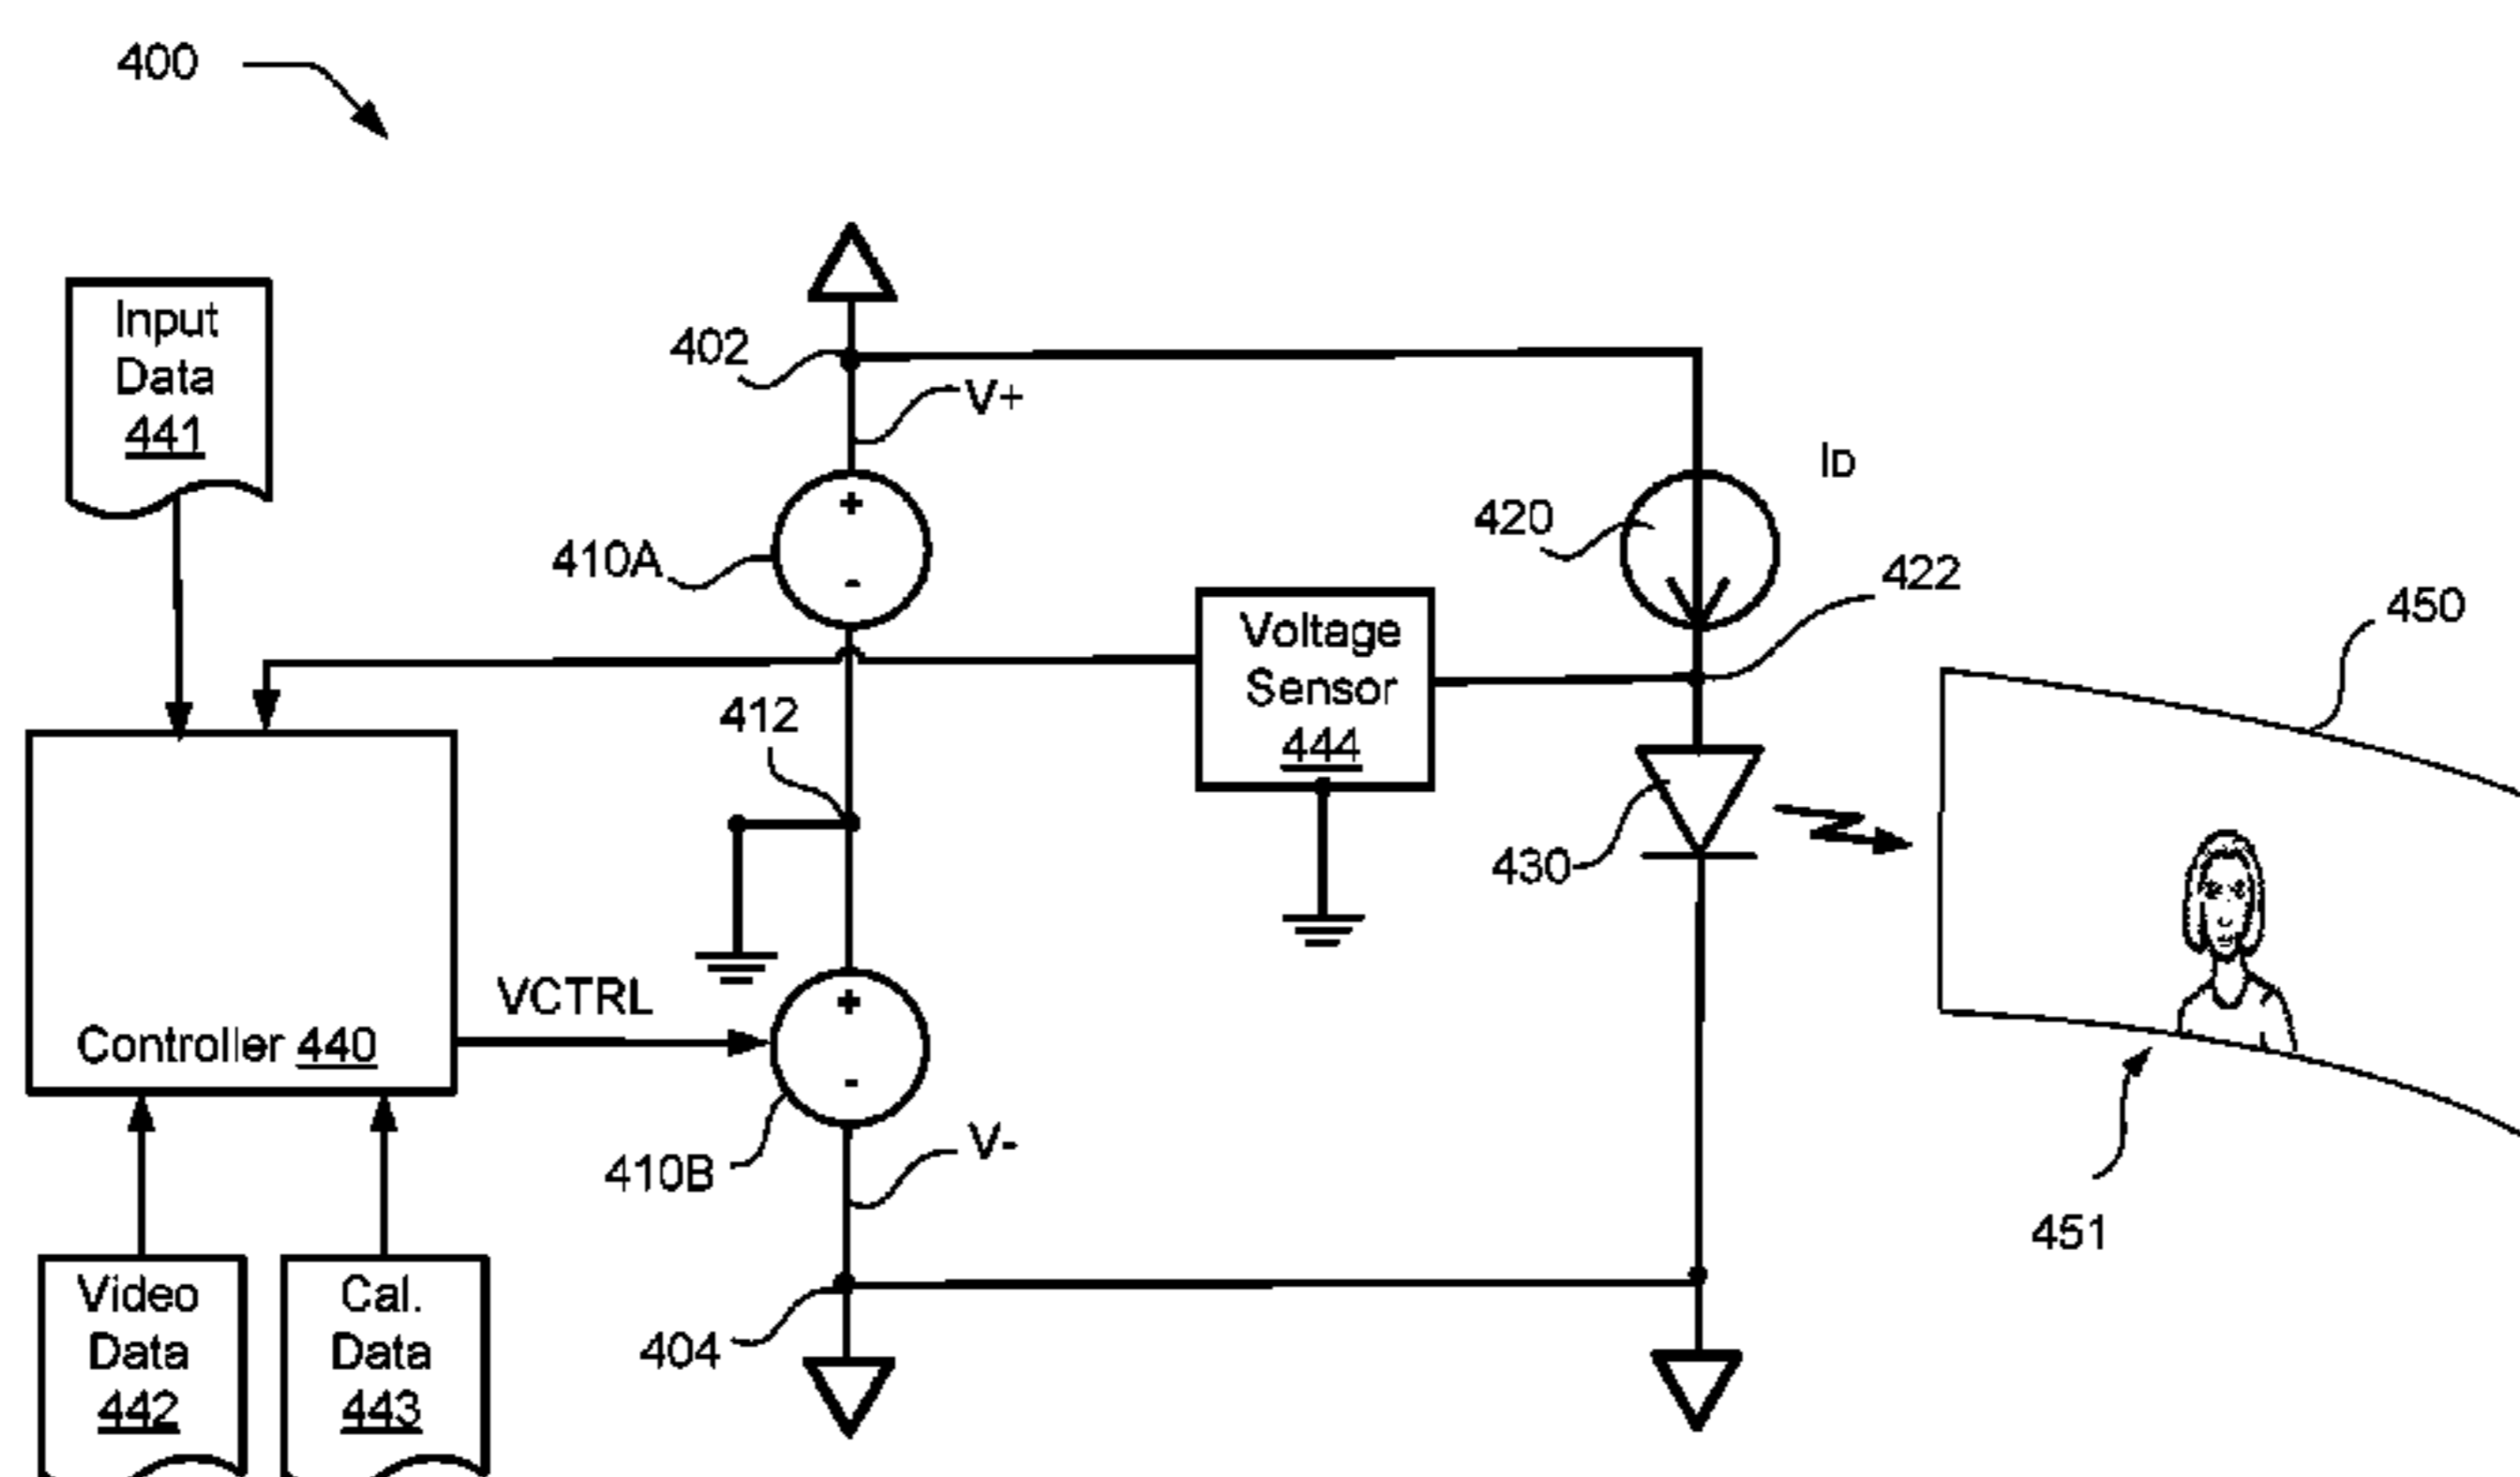 400
Input
Data
441
402
V+
ID
410A
420
422
450
Voltage
Sensor
444
412
430
VCTRL
Controller 440
V-
410B
451
Video
Data
442
Cal.
Data
443
404
+
-
+
-